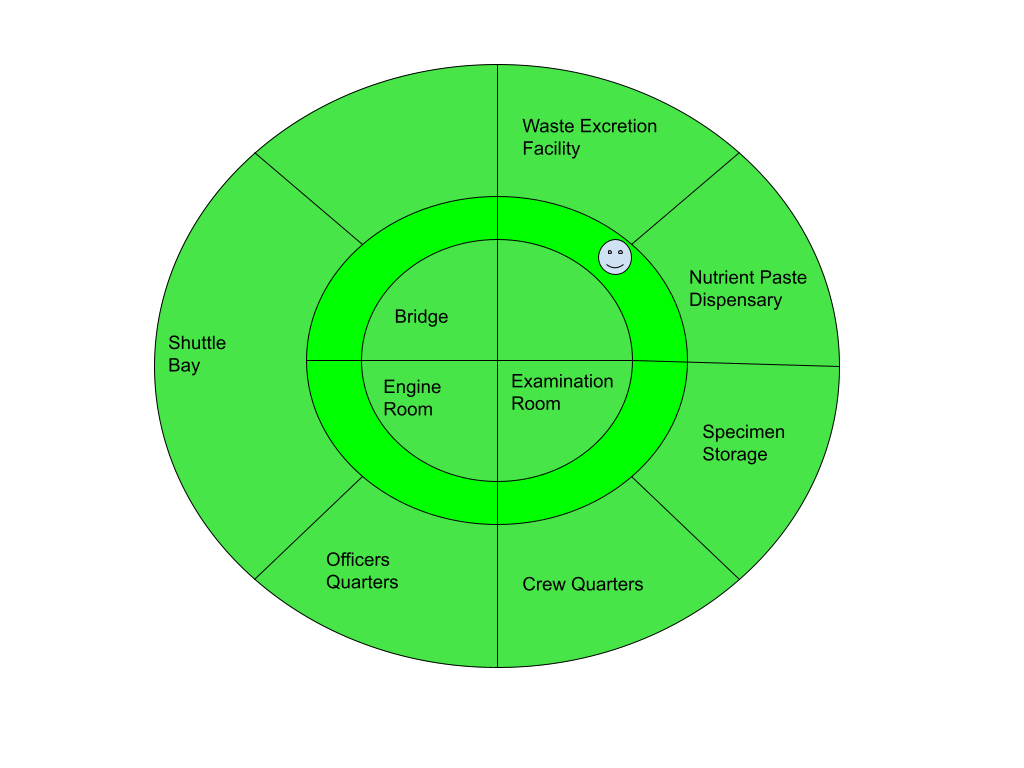 Waste Excretion
Facility
Nutrient Paste
Dispensary
Bridge
Shuttle
Bay
Engine
Room
Examination
Room
Specimen
Storage
Officers
Quarters
Crew Quarters